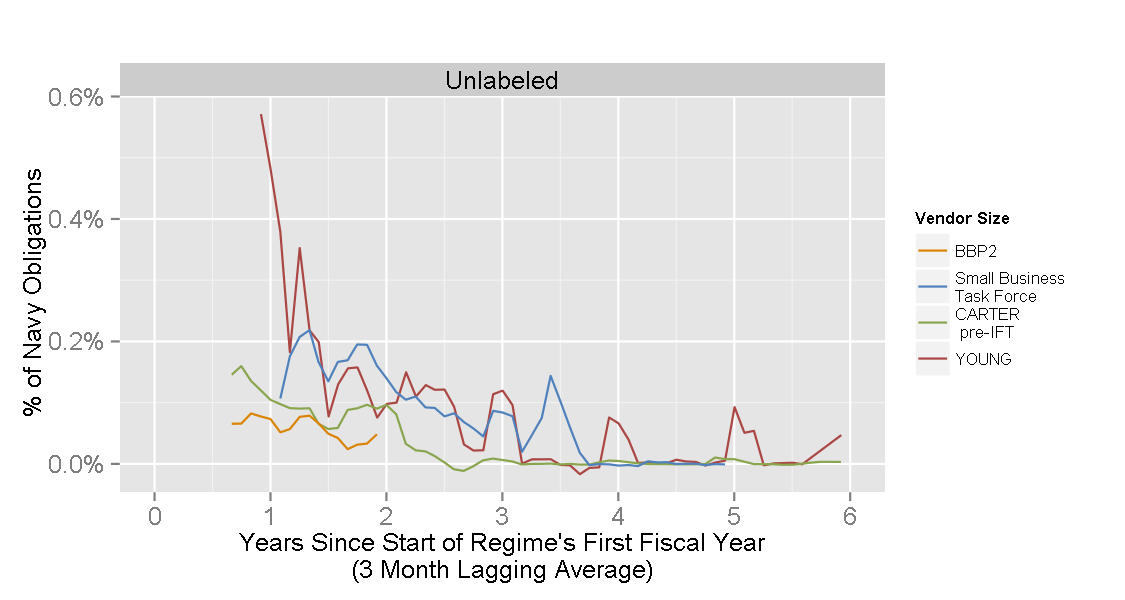 Unlabeled
0.6%
0.4%
0.2%
0.0%
% of Navy Obligations
0 1 2 3 4 5 6
Years Since Start of Regime's First Fiscal Year
(3 Month Lagging Average)
Vendor Size
BBP2
Small Business
Task Force
CARTER
pre-IFT
YOUNG